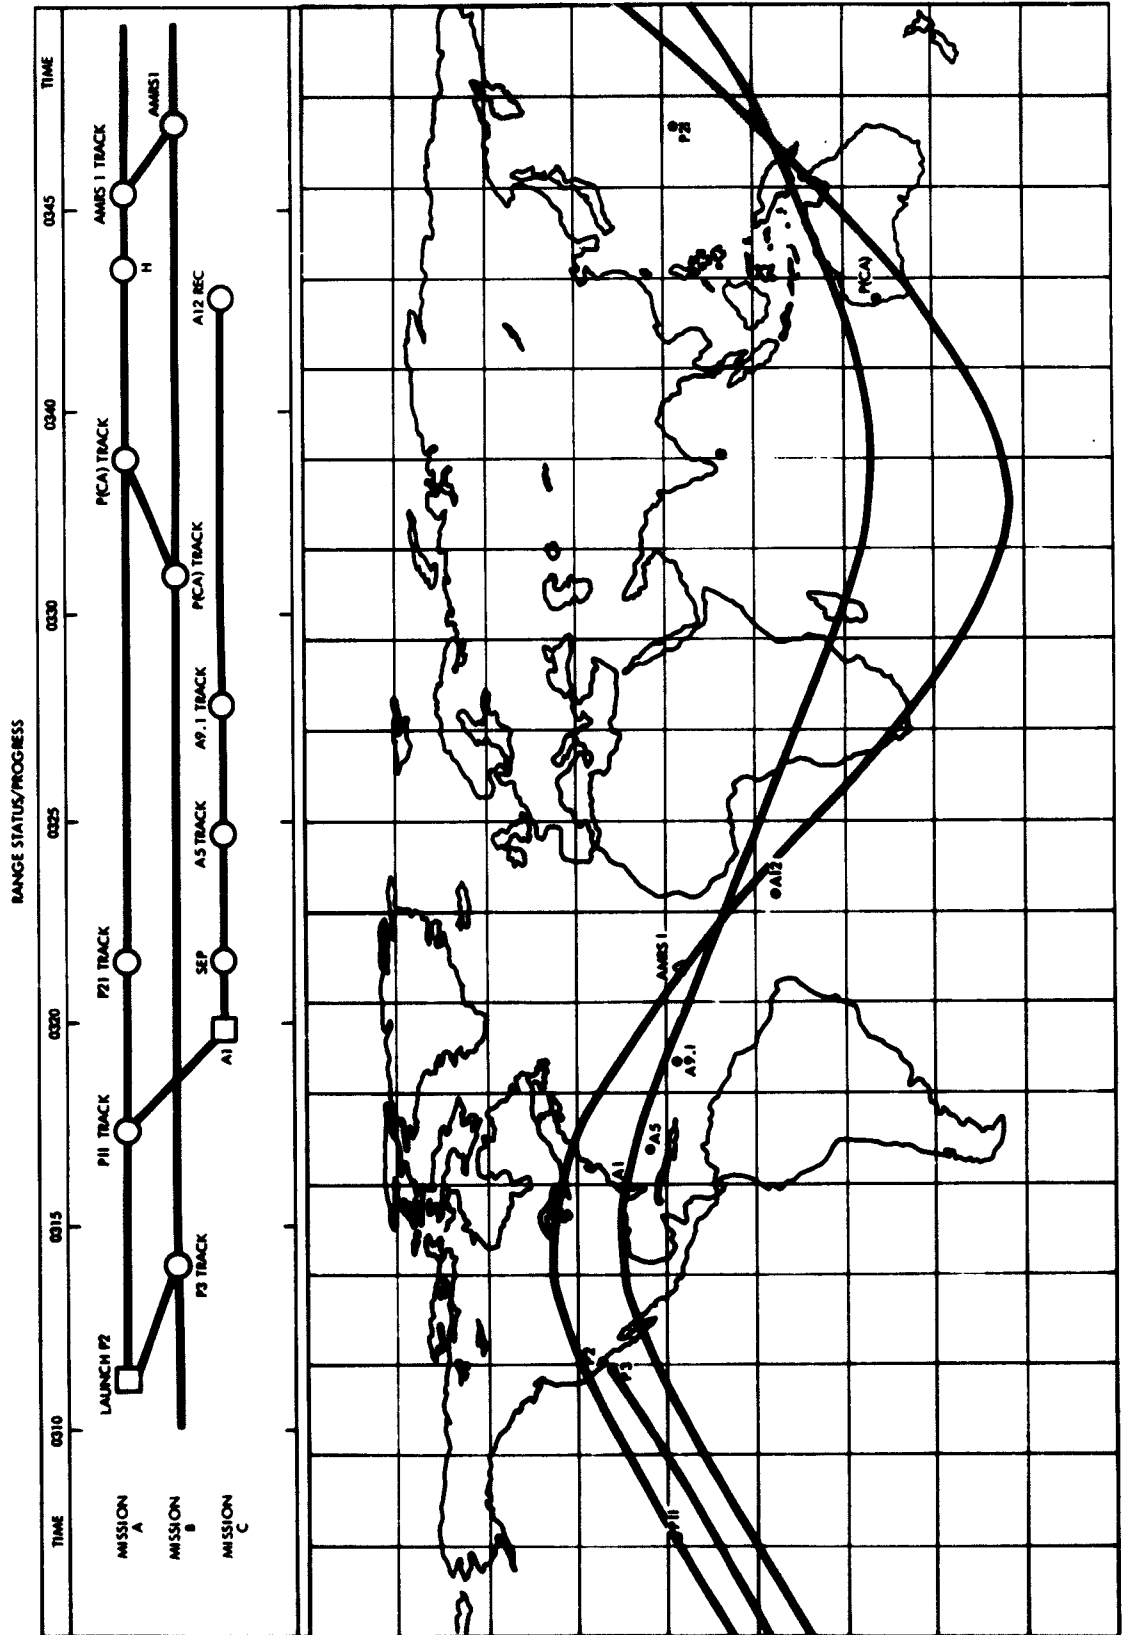 RANGE STATUS/PROGRESS
TIME
0310
0315
0320
0325
0330
0340
0345
TIME
MISSION
A
LAUNCH P2
P11 TRACK
P21 TRACK
P(CA) TRACK
H
AMRS 1 TRACK
MISSION
B
P3 TRACK
P(CA) TRACK
AMRS1
MISSION
C
A1
SEP
A5 TRACK
A9.1 TRACK
A12 REC
P11
P2
P3
A1
A5
A9.1
AMRS 1
A12
P(CA)
P21